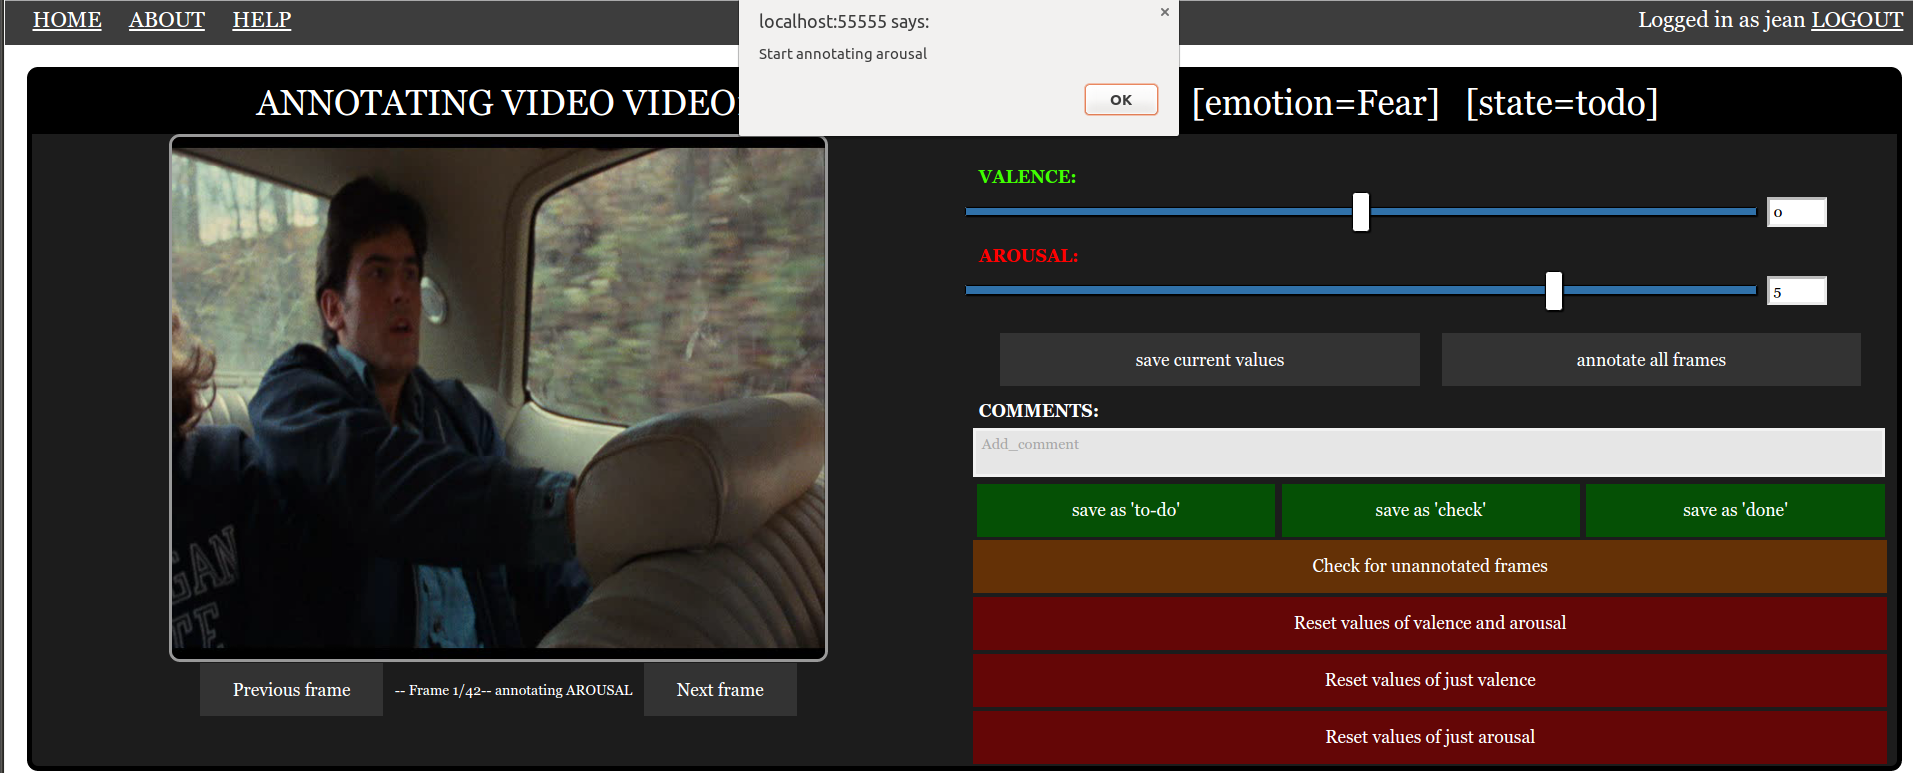 HOME ABOUT HELP
localhost:55555 says:
Start annotating arousal
OK
Logged in as jean LOGOUT
ANNOTATING VIDEO VIDEO [emotion=Fear] [state=todo]
GAN
TE
Previous frame
-- Frame 1/42-- annotating AROUSAL
Next frame
VALENCE:
0
AROUSAL:
5
save current values
annotate all frames
COMMENTS:
Add_comment
save as 'to-do'
save as 'check'
save as 'done'
Check for unannotated frames
Reset values of valence and arousal
Reset values of just valence
Reset values of just arousal